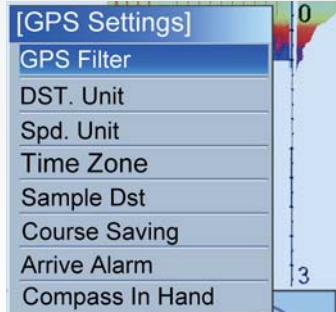 [GPS Settings]
0
GPS Filter
DST. Unit
Spd. Unit
Time Zone
Sample Dst
Course Saving
Arrive Alarm
3
Compass In Hand